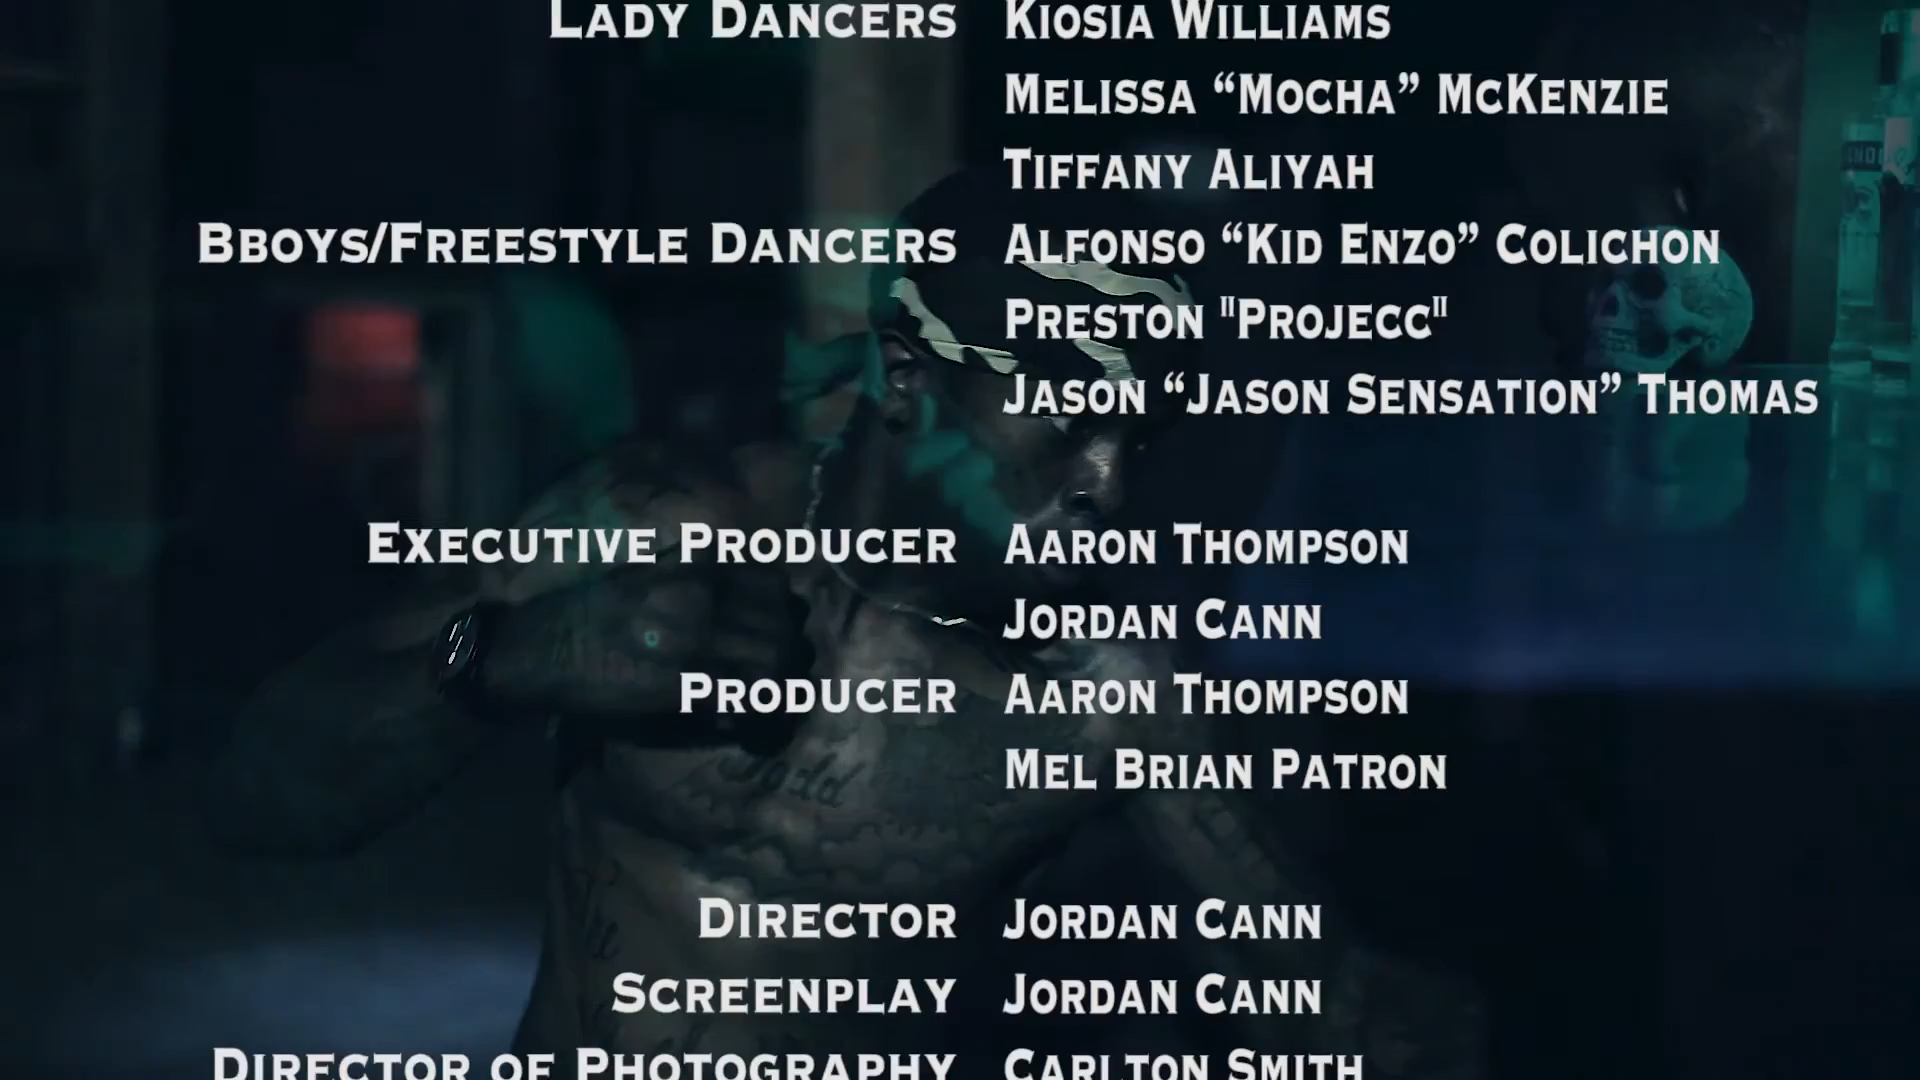 LADY DANCERS KIOSIA WILLIAMS
MELISSA “MOCHA” MCKENZIE
TIFFANY ALIYAH
BBOYS/FREESTYLE DANCERS ALFONSO “KID ENZO” COLICHON
PRESTON "PROJECC"
JASON “JASON SENSATION” THOMAS
EXECUTIVE PRODUCER AARON THOMPSON
JORDAN CANN
PRODUCER AARON THOMPSON
MEL BRIAN PATRON
DIRECTOR JORDAN CANN
SCREENPLAY JORDAN CANN
DIRECTOR OF PHOTOGRAPHY CARLTON SMITH